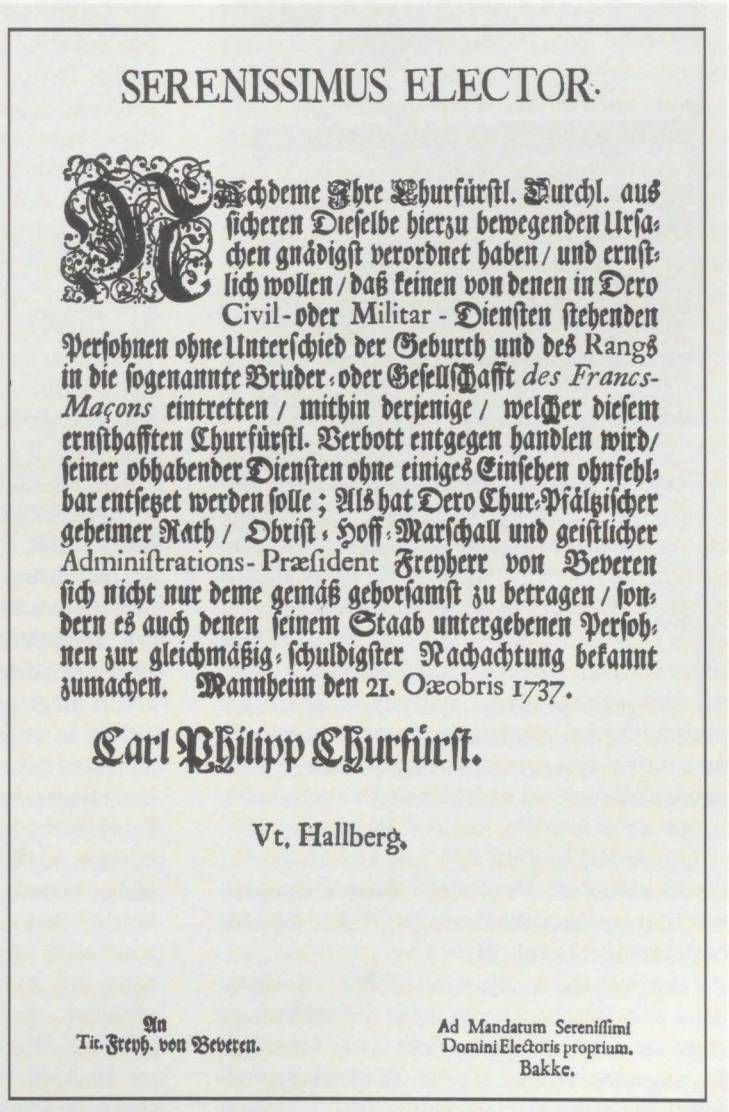 SERENISSIMUS ELECTOR.
NAchdeme Ihre Churfürstl. Durchl. aus
sicheren Dieselbe hierzu bewegenden Ursa-
chen gnädigst verordnet haben / und ernst-
lich wollen / daß keinen von denen in Dero
Civil- oder Militar - Diensten stehenden
Persohnen ohne Unterschied der Geburth und des Rangs
in die sogenannte Bruder- oder Gesellschafft des Francs-
Maçons eintretten / mithin derjenige / welcher diesem
ernsthafften Churfürstl. Verbott entgegen handlen wird/
seiner obhabender Diensten ohne einiges Einsehen ohnfehl-
bar entsetzet werden solle ; Als hat Dero Chur-Pfältzischer
geheimer Rath / Obrist - Hoff - Marschall und geistlicher
Administrations-Præsident Freyherr von Beveren
sich nicht nur deme gemäß gehorsamst zu betragen / son-
dern es auch denen seinem Staab untergebenen Persoh-
nen zur gleichmäßig- schuldigster Nachachtung bekannt
zumachen. Mannheim den 21. Oæobris 1737.
Carl Philipp Churfürst.
Vt. Hallberg.
An
Tit. Freyh. von Beveren.
Ad Mandatum Serenissimi
Domini Electoris proprium.
Bakke.